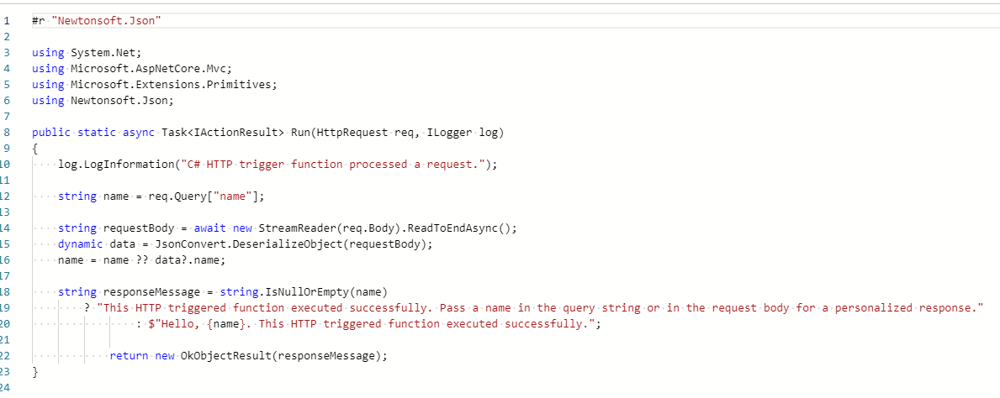 1 #r "Newtonsoft.Json"
2
3 using System.Net;
4 using Microsoft.AspNetCore.Mvc;
5 using Microsoft.Extensions.Primitives;
6 using Newtonsoft.Json;
7
8 public static async Task<IActionResult> Run(HttpRequest req, ILogger log)
9 {
10     log.LogInformation("C# HTTP trigger function processed a request.");
11
12     string name = req.Query["name"];
13
14     string requestBody = await new StreamReader(req.Body).ReadToEndAsync();
15     dynamic data = JsonConvert.DeserializeObject(requestBody);
16     name = name ?? data?.name;
17
18     string responseMessage = string.IsNullOrEmpty(name)
19         ? "This HTTP triggered function executed successfully. Pass a name in the query string or in the request body for a personalized response."
20                 : $"Hello, {name}. This HTTP triggered function executed successfully.";
21
22             return new OkObjectResult(responseMessage);
23 }
24